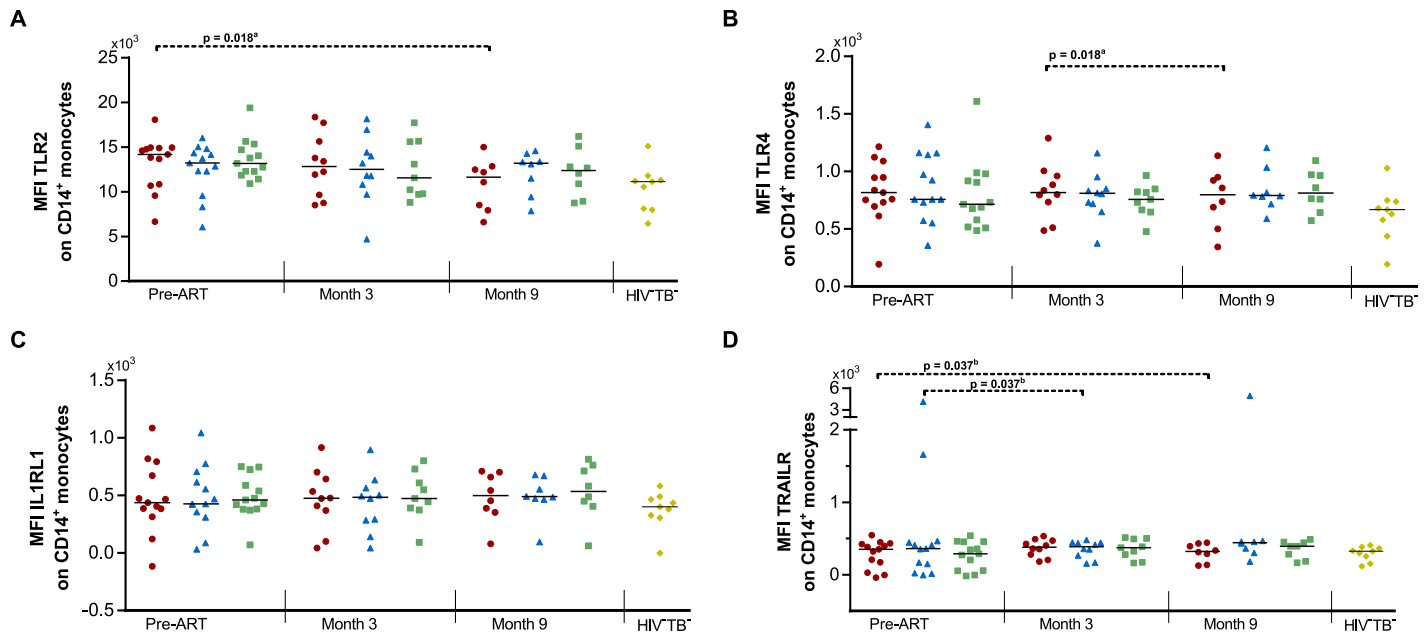 A
x10³
p = 0.018ᵃ
25
20
15
10
5
0
MFI TLR2
on CD14⁺ monocytes
Pre-ART
Month 3
Month 9
HIV⁻TB⁻
B
x10³
p = 0.018ᵃ
2.0
1.5
1.0
0.5
0.0
MFI TLR4
on CD14⁺ monocytes
Pre-ART
Month 3
Month 9
HIV⁻TB⁻
C
x10³
1.5
1.0
0.5
0.0
-0.5
MFI IL1RL1
on CD14⁺ monocytes
Pre-ART
Month 3
Month 9
HIV⁻TB⁻
D
x10³
p = 0.037ᵇ
p = 0.037ᵇ
6
3
2
1
0
MFI TRAILR
on CD14⁺ monocytes
Pre-ART
Month 3
Month 9
HIV⁻TB⁻